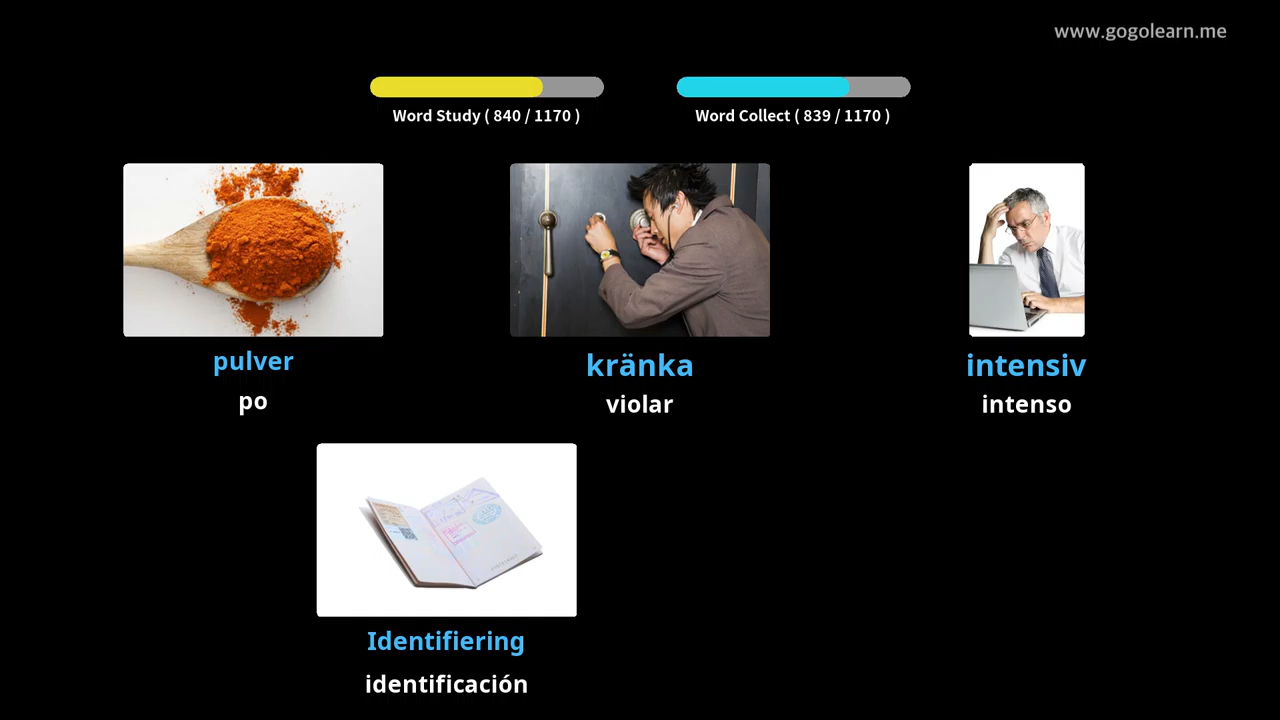 www.gogolearn.me
Word Study ( 840 / 1170 )
Word Collect ( 839 / 1170 )
pulver
po
kränka
violar
intensiv
intenso
Identifiering
identificación